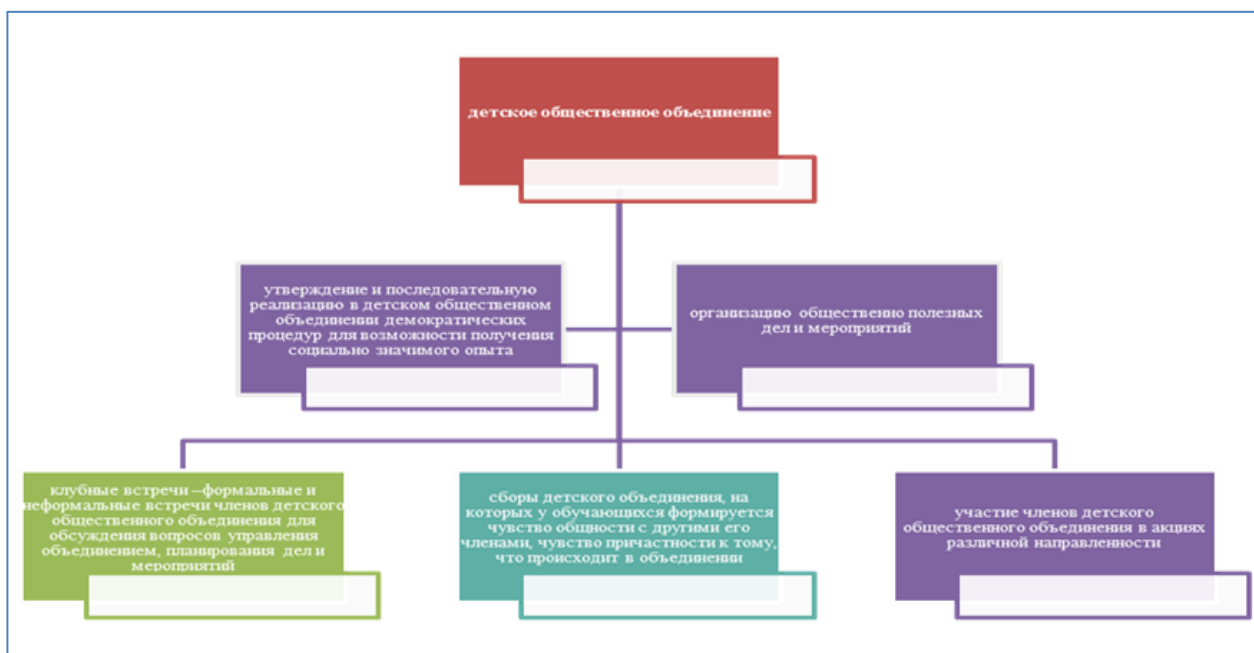 детское общественное объединение
утверждение и последовательную
реализацию в детском общественном
объединении демократических
процедур для возможности получения
социально значимого опыта
организацию общественно полезных
дел и мероприятий
клубные встречи –формальные и
неформальные встречи членов детского
общественного объединения для
обсуждения вопросов управления
объединением, планирования дел и
мероприятий
сборы детского объединения, на
которых у обучающихся формируется
чувство общности с другими его
членами, чувство причастности к тому,
что происходит в объединении
участие членов детского
общественного объединения в акциях
различной направленности